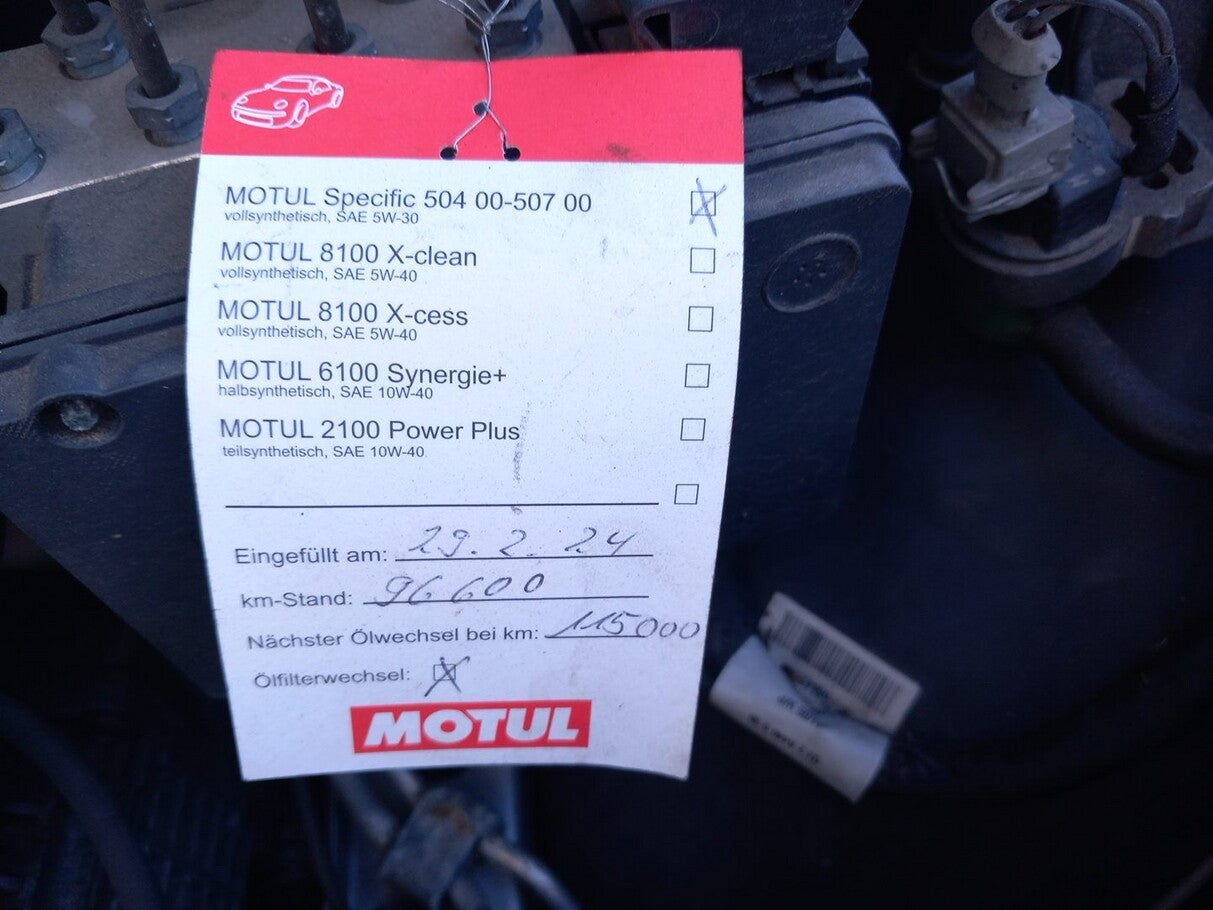 MOTUL Specific 504 00-507 00
vollsynthetisch, SAE 5W-30
MOTUL 8100 X-clean
vollsynthetisch, SAE 5W-40
MOTUL 8100 X-cess
vollsynthetisch, SAE 5W-40
MOTUL 6100 Synergie+
halbsynthetisch, SAE 10W-40
MOTUL 2100 Power Plus
teilsynthetisch, SAE 10W-40
Eingefüllt am: 29. 2. 24
km-Stand: 96 600
Nächster Ölwechsel bei km: 115000
Ölfilterwechsel:
MOTUL